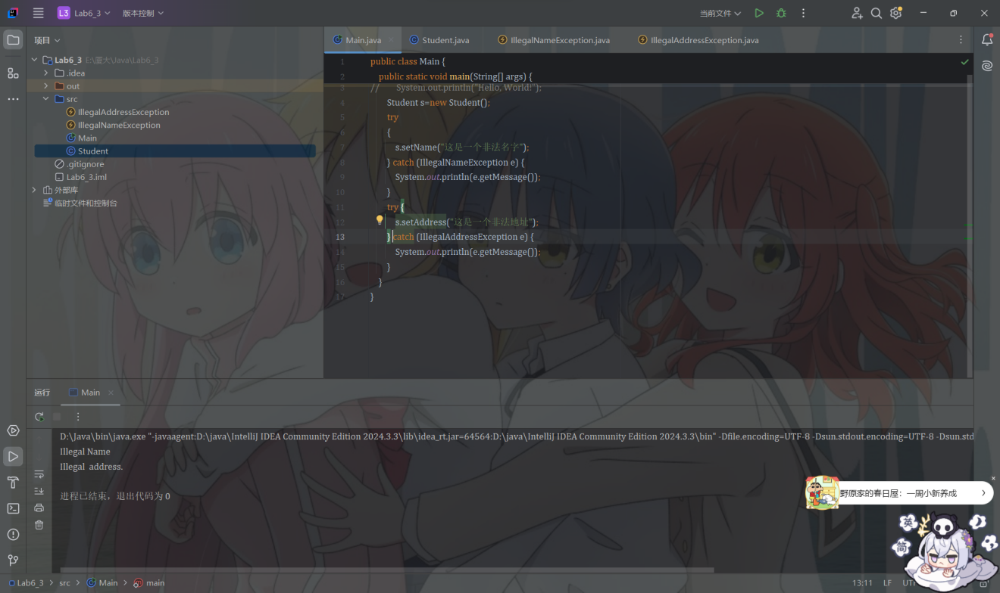 L3 Lab6_3 版本控制 当前文件
项目
Main.java Student.java IllegalNameException.java IllegalAddressException.java
Lab6_3 E:\厦大\Java\Lab6_3
.idea
out
src
IllegalAddressException
IllegalNameException
Main
Student
.gitignore
Lab6_3.iml
外部库
临时文件和控制台
1 public class Main {
2 public static void main(String[] args) {
3 // System.out.println("Hello, World!");
4 Student s=new Student();
5 try
6 {
7 s.setName("这是一个非法名字");
8 } catch (IllegalNameException e) {
9 System.out.println(e.getMessage());
10 }
11 try {
12 s.setAddress("这是一个非法地址");
13 } catch (IllegalAddressException e) {
14 System.out.println(e.getMessage());
15 }
16 }
17 }
运行 Main
D:\Java\bin\java.exe "-javaagent:D:\java\IntelliJ IDEA Community Edition 2024.3.3\lib\idea_rt.jar=64564:D:\java\IntelliJ IDEA Community Edition 2024.3.3\bin" -Dfile.encoding=UTF-8 -Dsun.stdout.encoding=UTF-8 -Dsun.std
Illegal Name
Illegal address.
进程已结束，退出代码为 0
野原家的春日屋：一周小新养成
英
简
Lab6_3 src Main main 13:11 LF